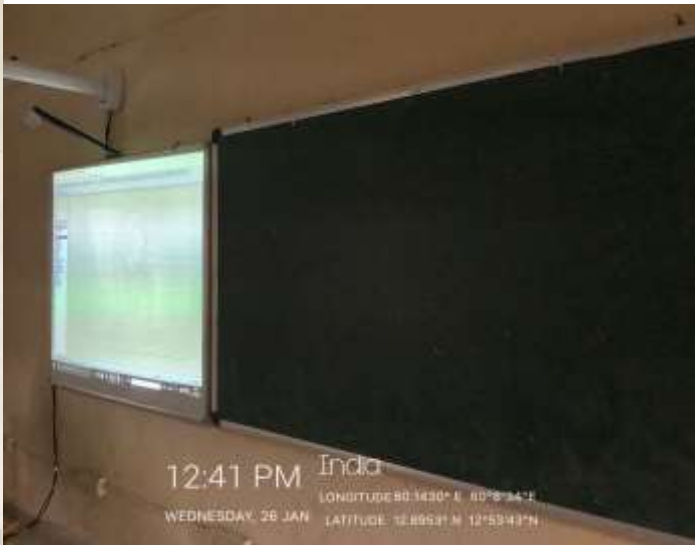 12:41 PM
India
LONGITUDE 80.1430° E 80°8'34"E
WEDNESDAY, 26 JAN
LATITUDE 12.8953° N 12°53'43"N